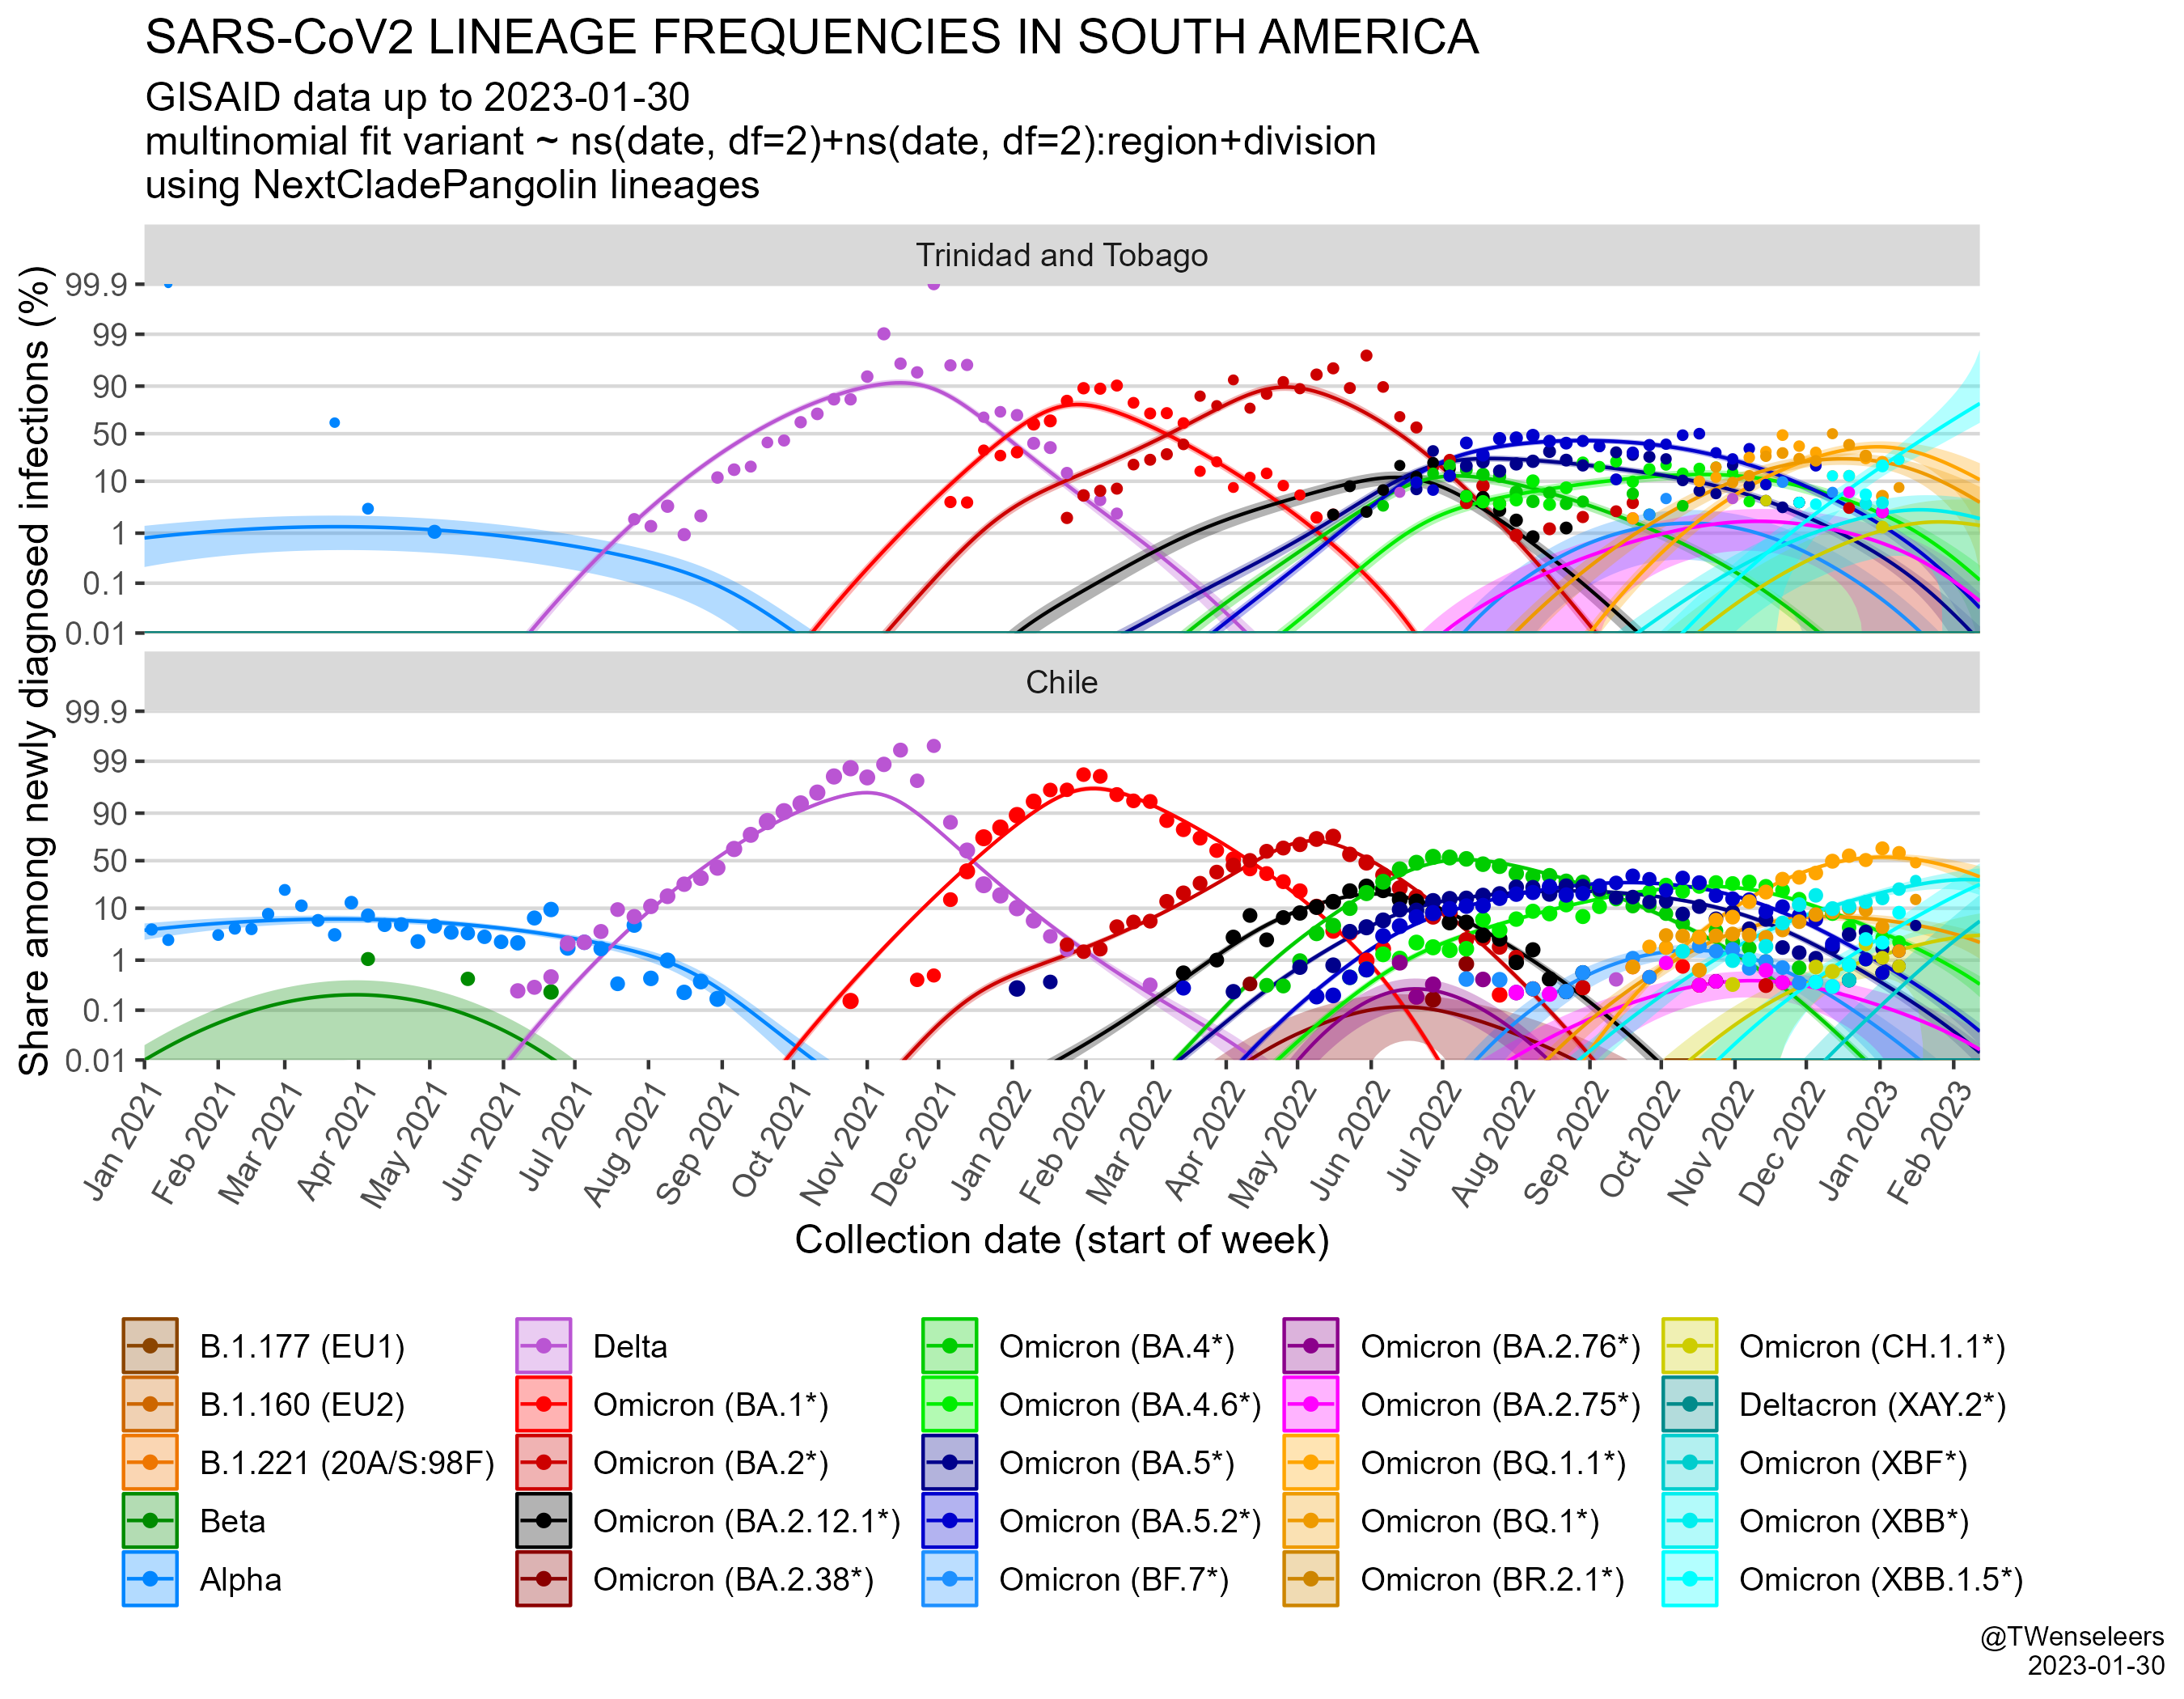 SARS-CoV2 LINEAGE FREQUENCIES IN SOUTH AMERICA
GISAID data up to 2023-01-30
multinomial fit variant ~ ns(date, df=2)+ns(date, df=2):region+division
using NextCladePangolin lineages
Share among newly diagnosed infections (%)
Trinidad and Tobago
99.9
99
90
50
10
1
0.1
0.01
Chile
99.9
99
90
50
10
1
0.1
0.01
Jan 2021
Feb 2021
Mar 2021
Apr 2021
May 2021
Jun 2021
Jul 2021
Aug 2021
Sep 2021
Oct 2021
Nov 2021
Dec 2021
Jan 2022
Feb 2022
Mar 2022
Apr 2022
May 2022
Jun 2022
Jul 2022
Aug 2022
Sep 2022
Oct 2022
Nov 2022
Dec 2022
Jan 2023
Feb 2023
Collection date (start of week)
B.1.177 (EU1)
B.1.160 (EU2)
B.1.221 (20A/S:98F)
Beta
Alpha
Delta
Omicron (BA.1*)
Omicron (BA.2*)
Omicron (BA.2.12.1*)
Omicron (BA.2.38*)
Omicron (BA.4*)
Omicron (BA.4.6*)
Omicron (BA.5*)
Omicron (BA.5.2*)
Omicron (BF.7*)
Omicron (BA.2.76*)
Omicron (BA.2.75*)
Omicron (BQ.1.1*)
Omicron (BQ.1*)
Omicron (BR.2.1*)
Omicron (CH.1.1*)
Deltacron (XAY.2*)
Omicron (XBF*)
Omicron (XBB*)
Omicron (XBB.1.5*)
@TWenseleers
2023-01-30